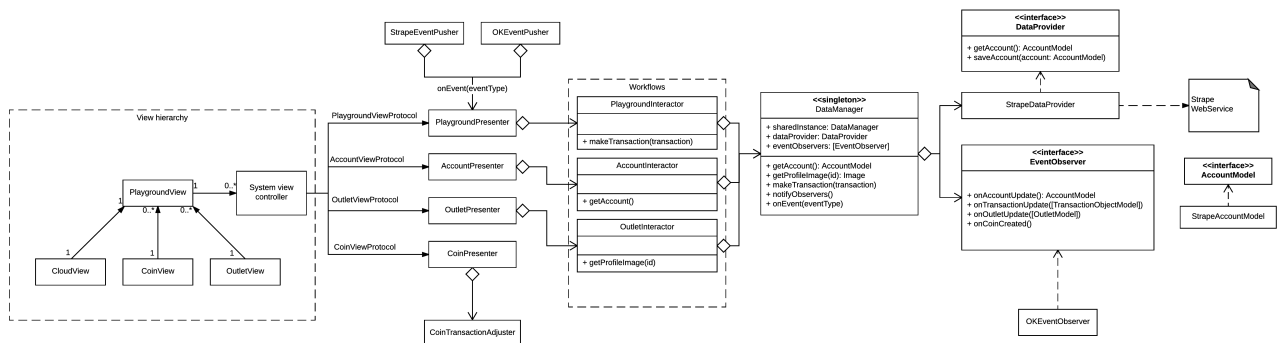 StrapeEventPusher
OKEventPusher
onEvent(eventType)
View hierarchy
PlaygroundView
1
0..*
System view
controller
1
0..*
0..*
1
1
1
CloudView
CoinView
OutletView
PlaygroundViewProtocol
AccountViewProtocol
OutletViewProtocol
CoinViewProtocol
PlaygroundPresenter
AccountPresenter
OutletPresenter
CoinPresenter
CoinTransactionAdjuster
Workflows
PlaygroundInteractor
+ makeTransaction(transaction)
AccountInteractor
+ getAccount()
OutletInteractor
+ getProfileImage(id)
<<singleton>>
DataManager
+ sharedInstance: DataManager
+ dataProvider: DataProvider
+ eventObservers: [EventObserver]
+ getAccount(): AccountModel
+ getProfileImage(id): Image
+ makeTransaction(transaction)
+ notifyObservers()
+ onEvent(eventType)
<<interface>>
DataProvider
+ getAccount(): AccountModel
+ saveAccount(account: AccountModel)
StrapeDataProvider
Strape
WebService
<<interface>>
EventObserver
+ onAccountUpdate(): AccountModel
+ onTransactionUpdate([TransactionObjectModel])
+ onOutletUpdate([OutletModel])
+ onCoinCreated()
OKEventObserver
<<interface>>
AccountModel
StrapeAccountModel